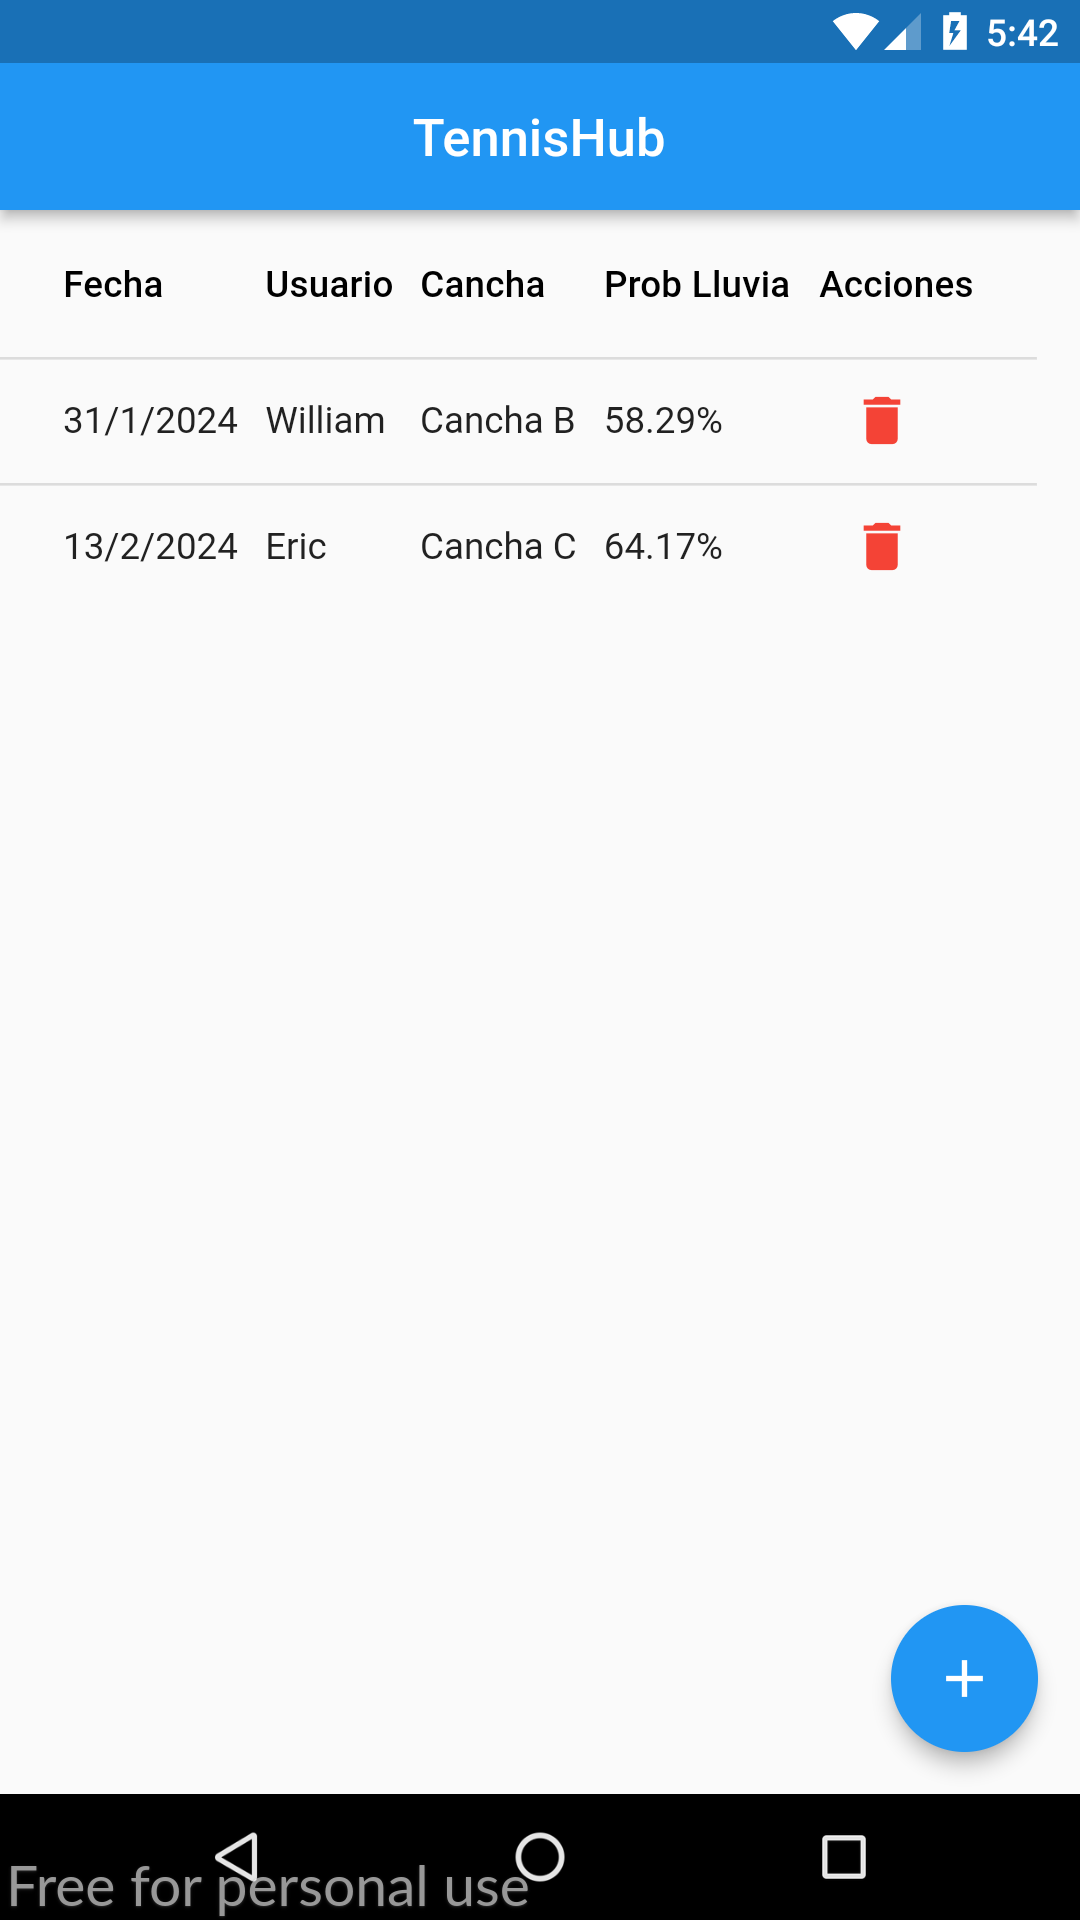 5:42
TennisHub
Fecha Usuario Cancha Prob Lluvia Acciones
31/1/2024 William Cancha B 58.29%
13/2/2024 Eric Cancha C 64.17%
Free for personal use